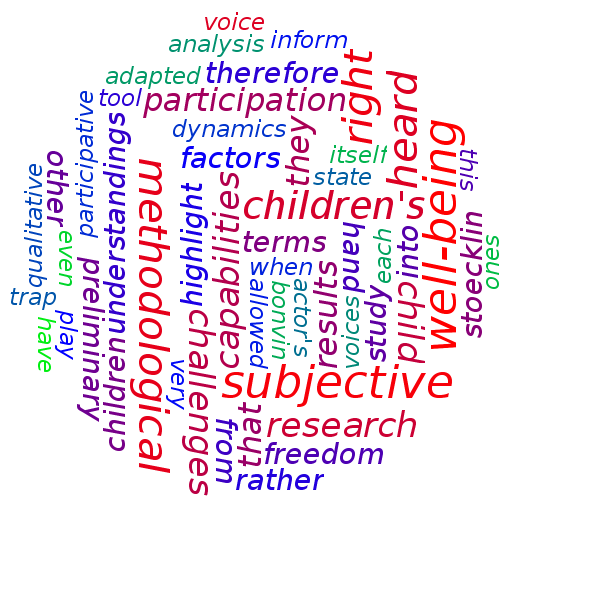 voice
analysis
inform
adapted
therefore
tool
participation
right
heard
dynamics
they
factors
itself
state
well-being
this
participative
understandings
children
other
qualitative
even
trap
have
play
preliminary
methodological
highlight
capabilities
children's
terms
when
allowed
bonvin
actor's
results
voices
huang
study
each
into
child
stoecklin
ones
very
challenges
subjective
from
that
research
freedom
rather